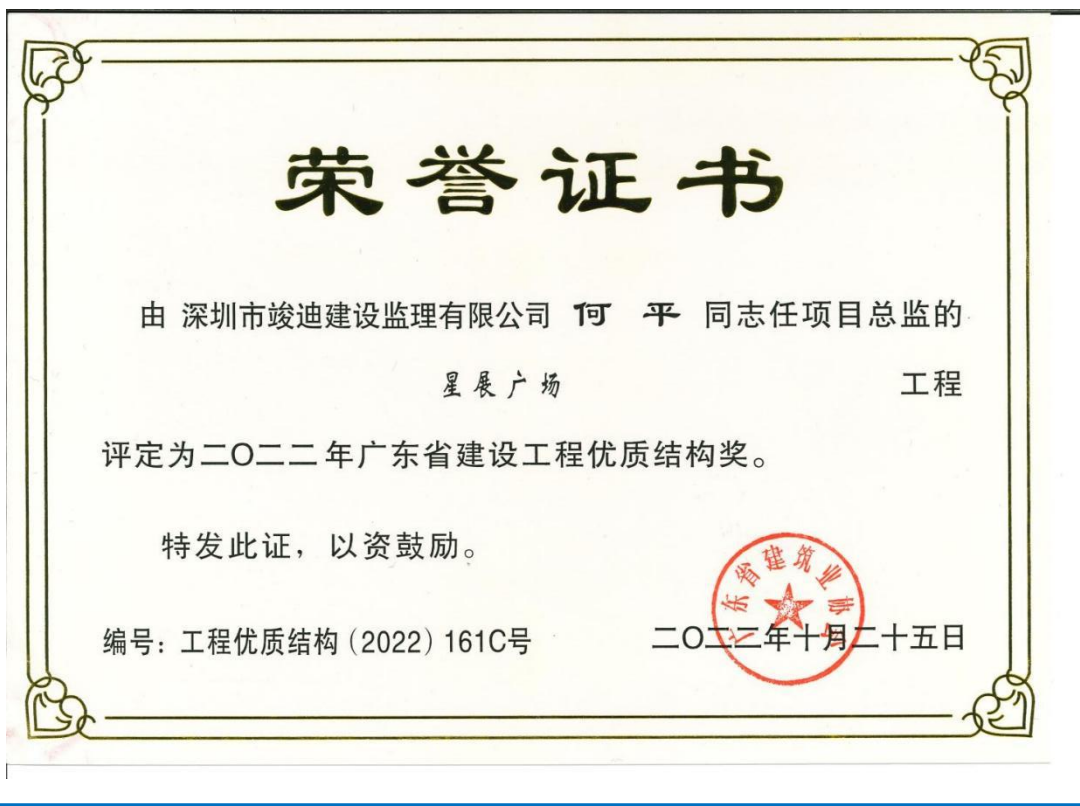 荣誉证书
由 深圳市竣迪建设监理有限公司 何 平 同志任项目总监的
星展广场 工程
评定为二〇二二年广东省建设工程优质结构奖。
特发此证，以资鼓励。
广东省建筑业协会
编号：工程优质结构（2022）161C号 二〇二二年十月二十五日